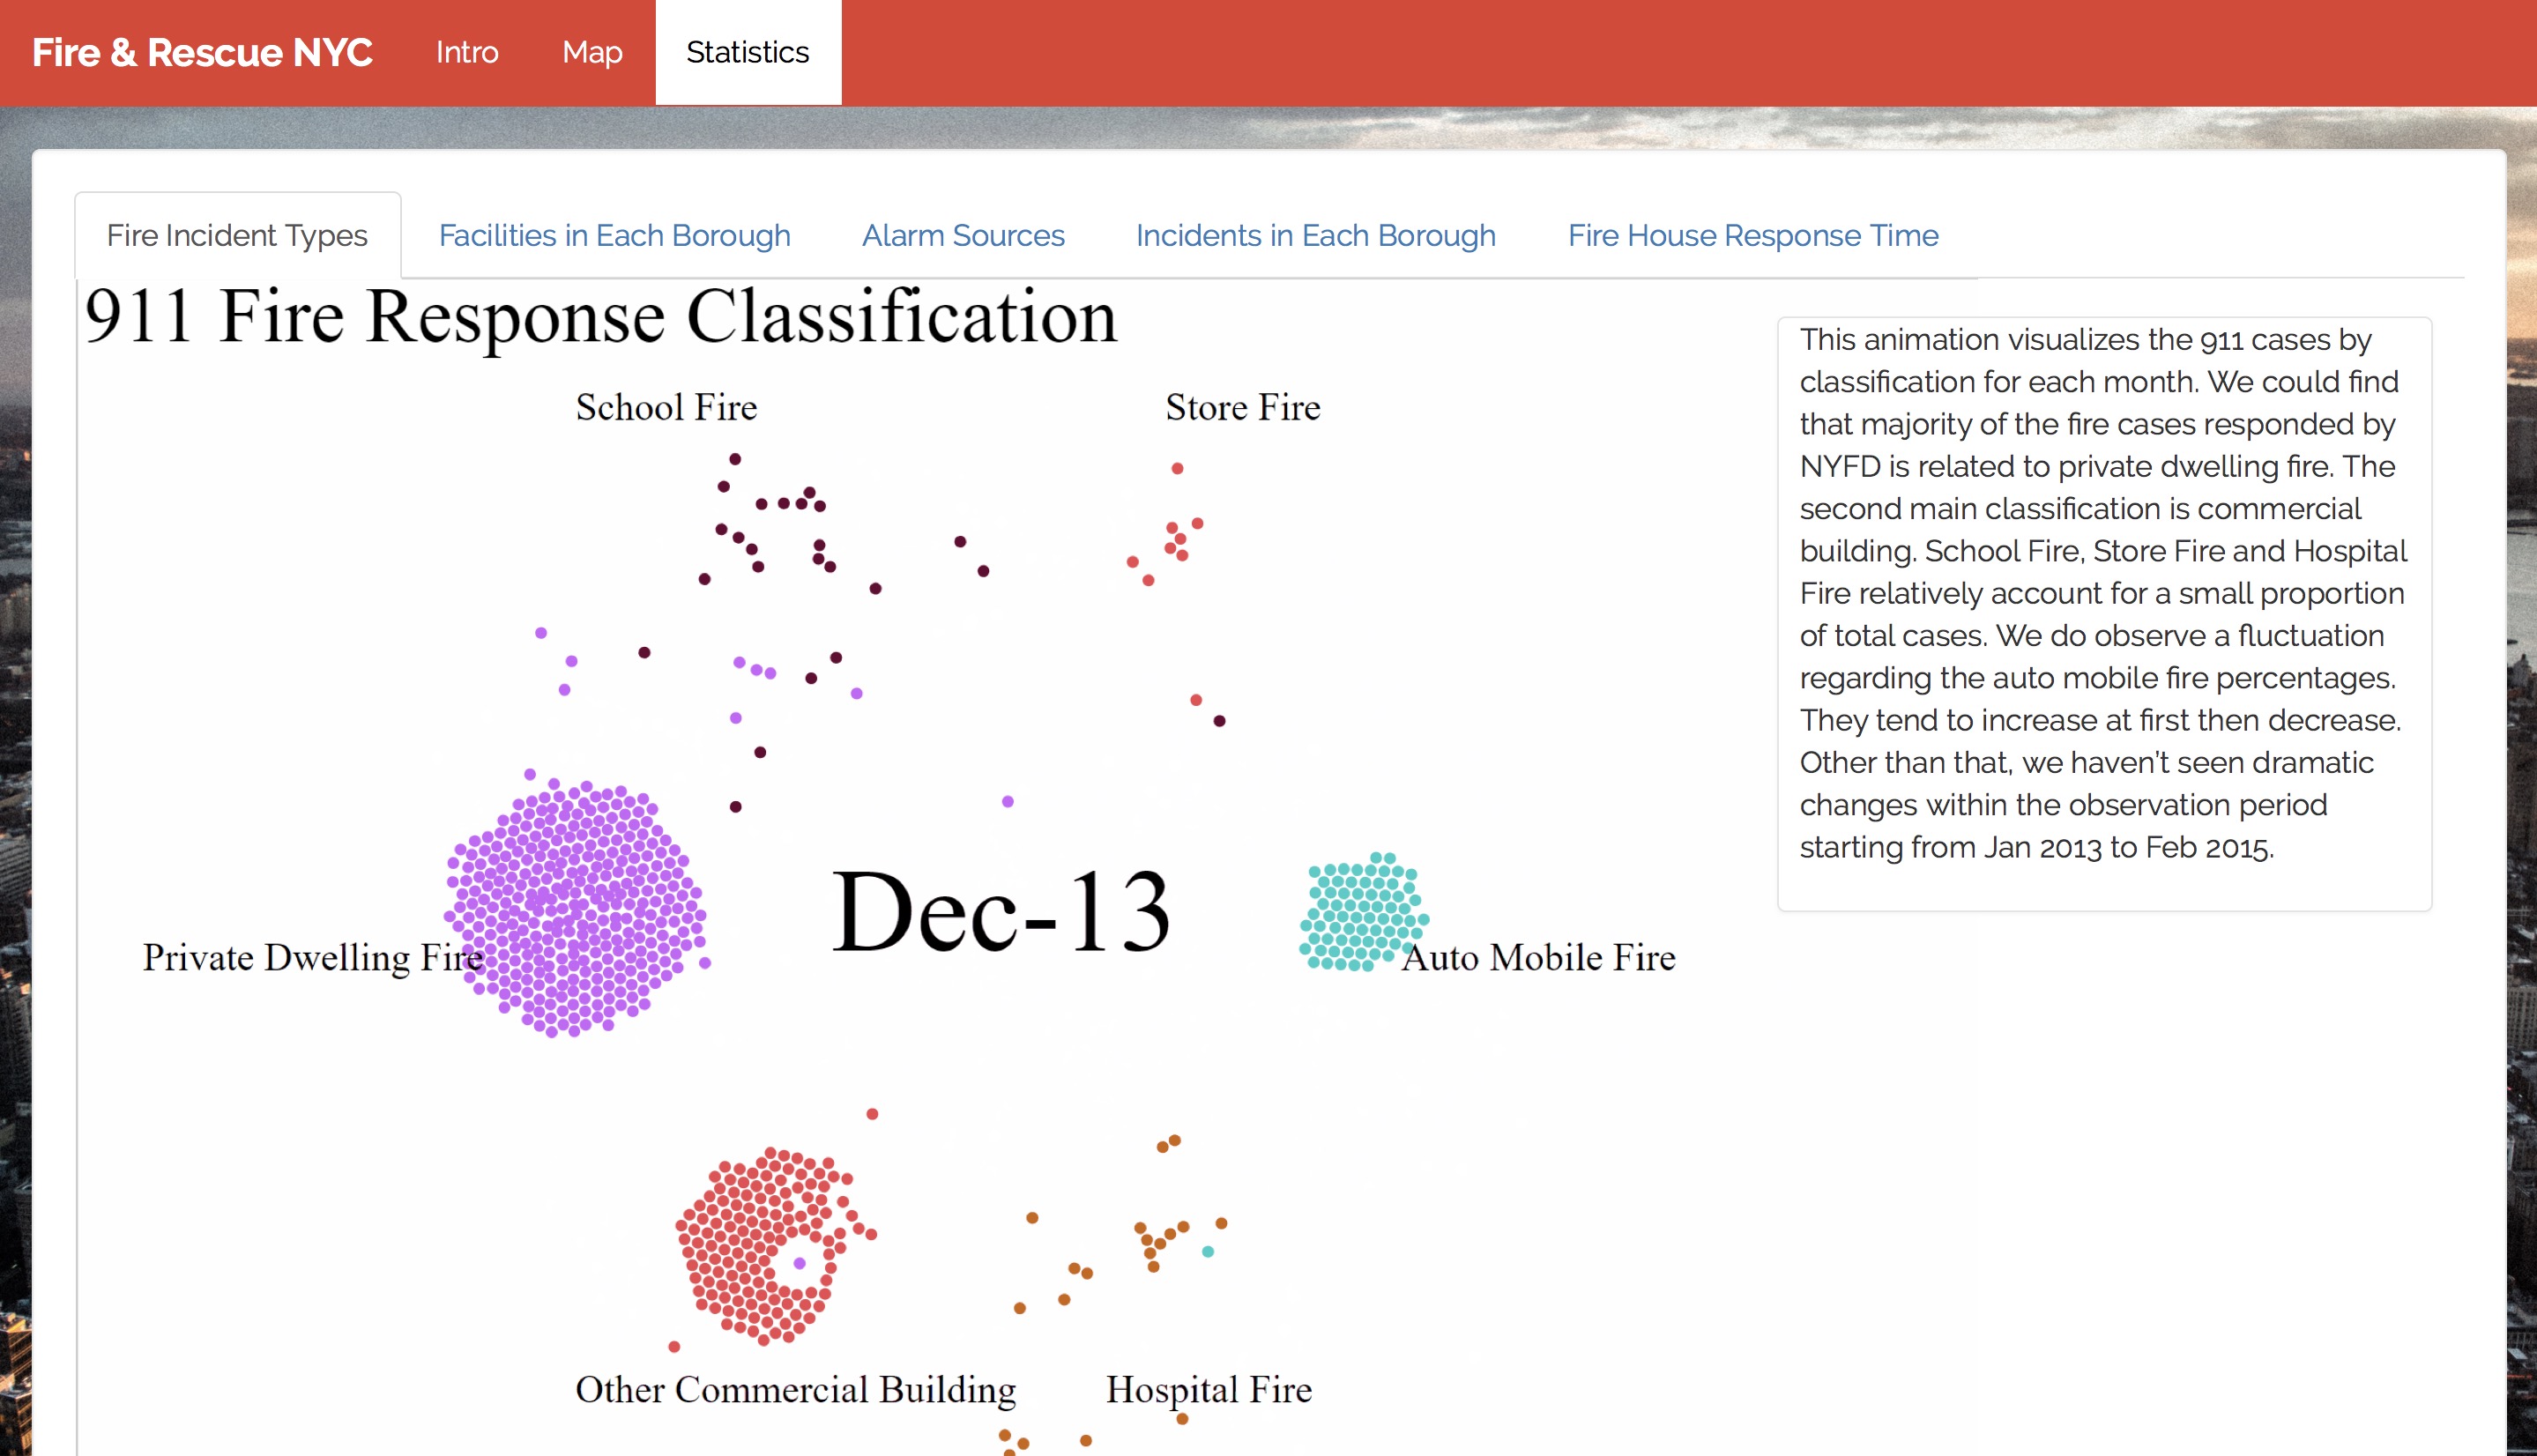 Fire & Rescue NYC Intro Map Statistics
Fire Incident Types Facilities in Each Borough Alarm Sources Incidents in Each Borough Fire House Response Time
911 Fire Response Classification
School Fire
Store Fire
Private Dwelling Fire
Dec-13
Auto Mobile Fire
Other Commercial Building
Hospital Fire
This animation visualizes the 911 cases by
classification for each month. We could find
that majority of the fire cases responded by
NYFD is related to private dwelling fire. The
second main classification is commercial
building. School Fire, Store Fire and Hospital
Fire relatively account for a small proportion
of total cases. We do observe a fluctuation
regarding the auto mobile fire percentages.
They tend to increase at first then decrease.
Other than that, we haven't seen dramatic
changes within the observation period
starting from Jan 2013 to Feb 2015.